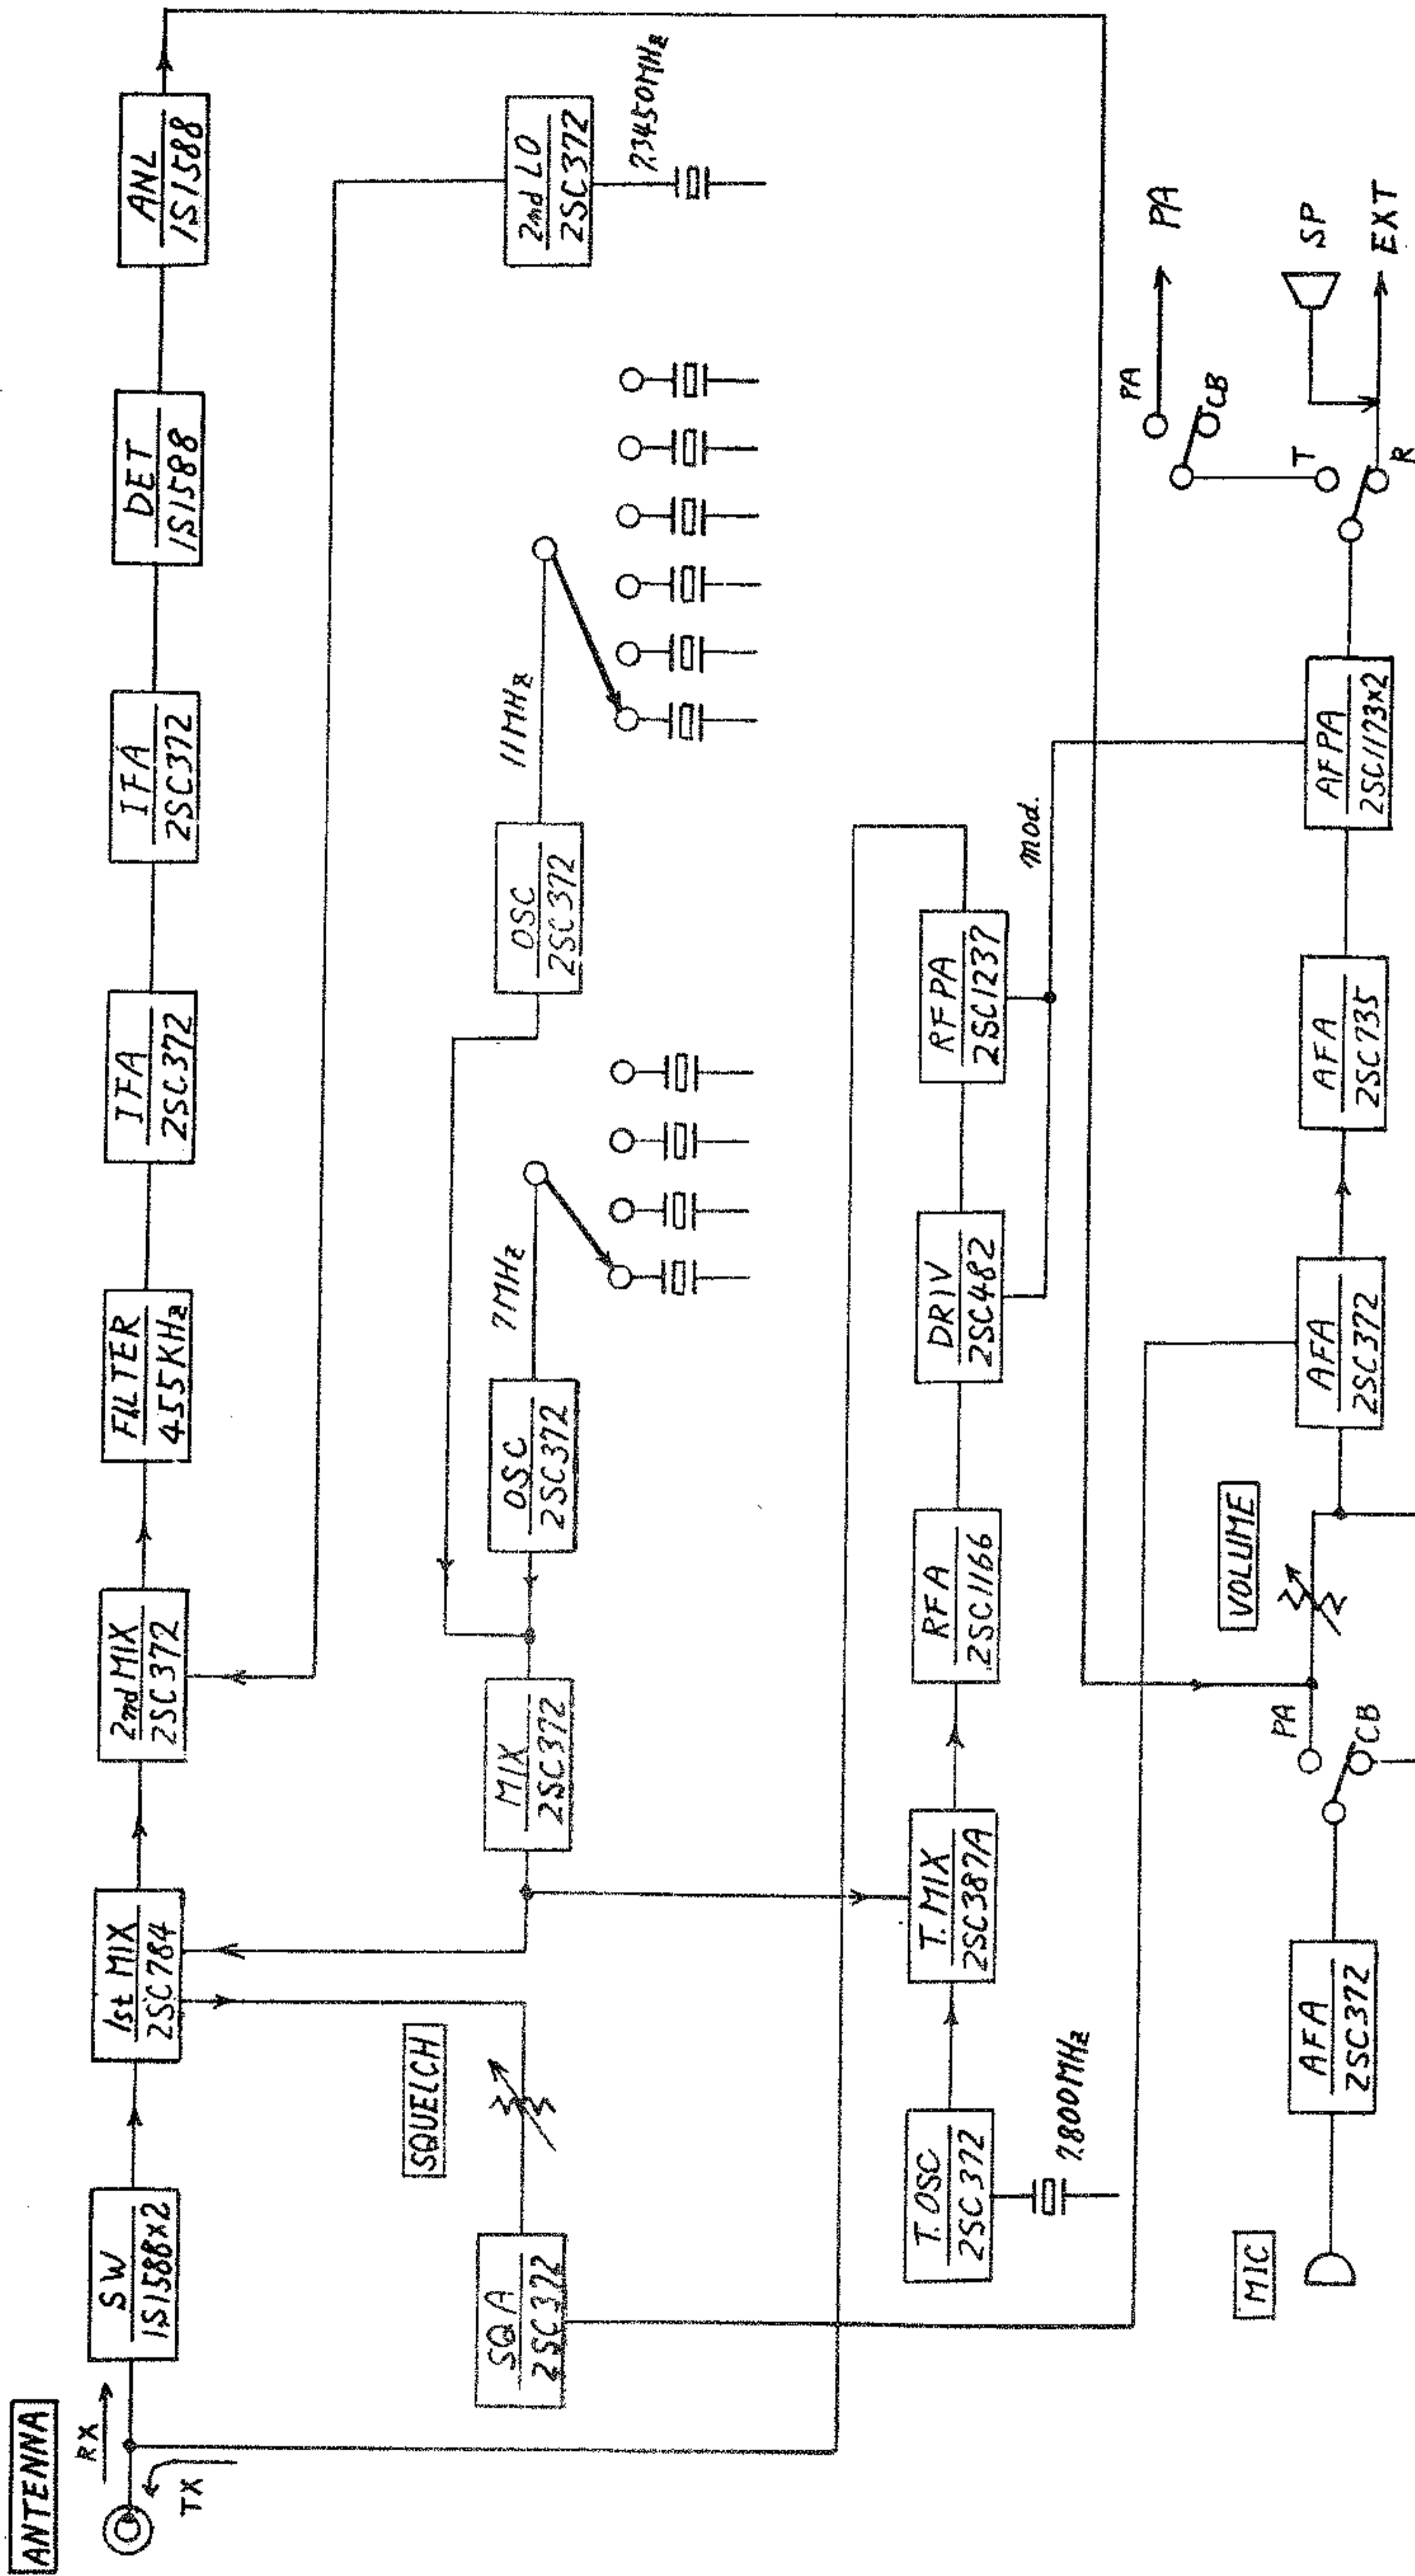 ANTENNA
RX
TX
SW
1S1588x2
1st MIX
2SC784
2nd MIX
2SC372
FILTER
455KHz
IFA
2SC372
IFA
2SC372
DET
1S1588
ANL
1S1588
SQUELCH
SQA
2SC372
MIX
2SC372
OSC
2SC372
7MHz
OSC
2SC372
11MHz
2nd LO
2SC372
7.3450MHz
T.OSC
2SC372
7.800MHz
T.MIX
2SC387A
RFA
2SC1166
DRIV
2SC482
RFPA
2SC1237
mod.
MIC
AFA
2SC372
PA
CB
VOLUME
AFA
2SC372
AFA
2SC735
AFPA
2SC1173x2
T
R
PA
CB
PA
SP
EXT